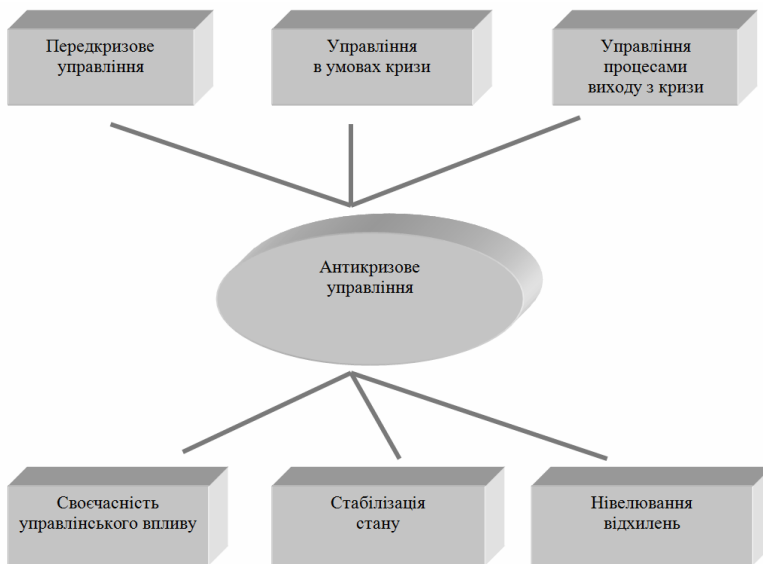 Передкризове
управління
Управління
в умовах кризи
Управління
процесами
виходу з кризи
Антикризове
управління
Своєчасність
управлінського впливу
Стабілізація
стану
Нівелювання
відхилень